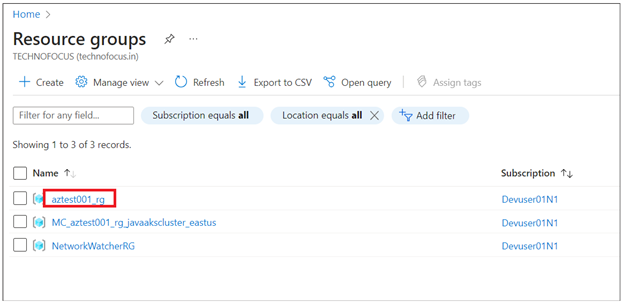 Home >
Resource groups ...
TECHNOFOCUS (technofocus.in)
+ Create Manage view Refresh Export to CSV Open query Assign tags
Filter for any field... Subscription equals all Location equals all Add filter
Showing 1 to 3 of 3 records.
Name ↑↓ Subscription ↑↓
aztest001_rg Devuser01N1
MC_aztest001_rg_javaakscluster_eastus Devuser01N1
NetworkWatcherRG Devuser01N1